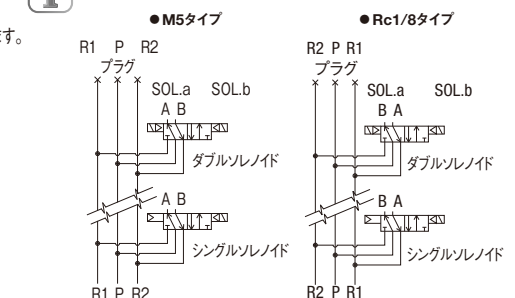 ます。
●M5タイプ
R1 P R2
プラグ
SOL.a SOL.b
A B
ダブルソレノイド
A B
シングルソレノイド
R1 P R2
●Rc1/8タイプ
R2 P R1
プラグ
SOL.a SOL.b
B A
ダブルソレノイド
B A
シングルソレノイド
R2 P R1